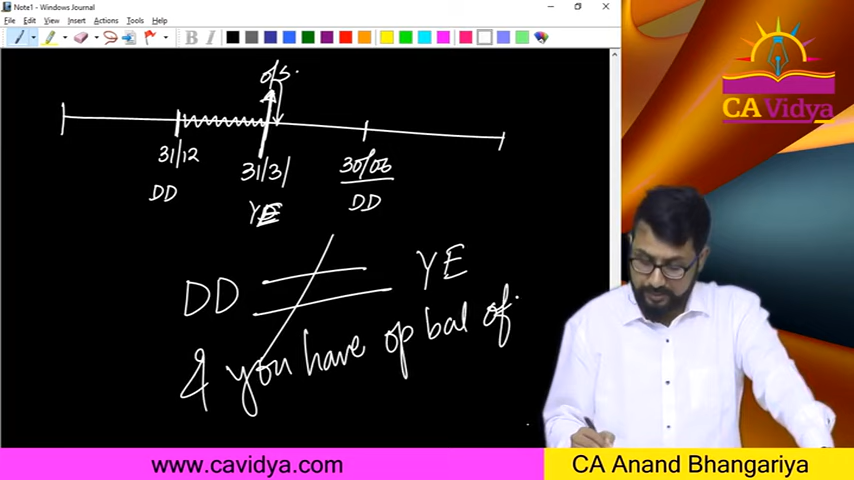 Note1 - Windows Journal
File Edit View Insert Actions Tools Help
B I
o/s.
31/12
31/3/
30/06
DD
YE
DD
DD ≠ YE
& you have op bal of.
CA Vidya
www.cavidya.com
CA Anand Bhangariya